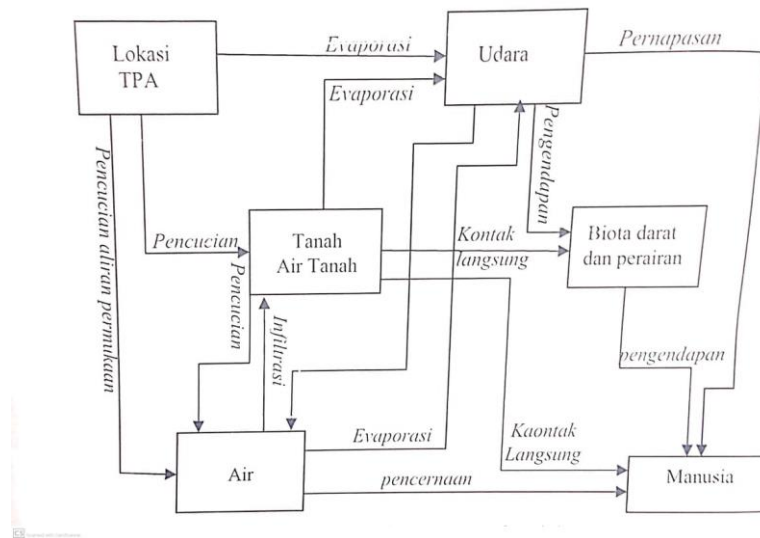 Lokasi
TPA
Evaporasi
Udara
Pernapasan
Evaporasi
Pengendapan
Pencucian aliran permukaan
Pencucian
Tanah
Air Tanah
Kontak
langsung
Biota darat
dan perairan
Pencucian
Infiltrasi
pengendapan
Air
Evaporasi
Kaontak
Langsung
pencernaan
Manusia
CS